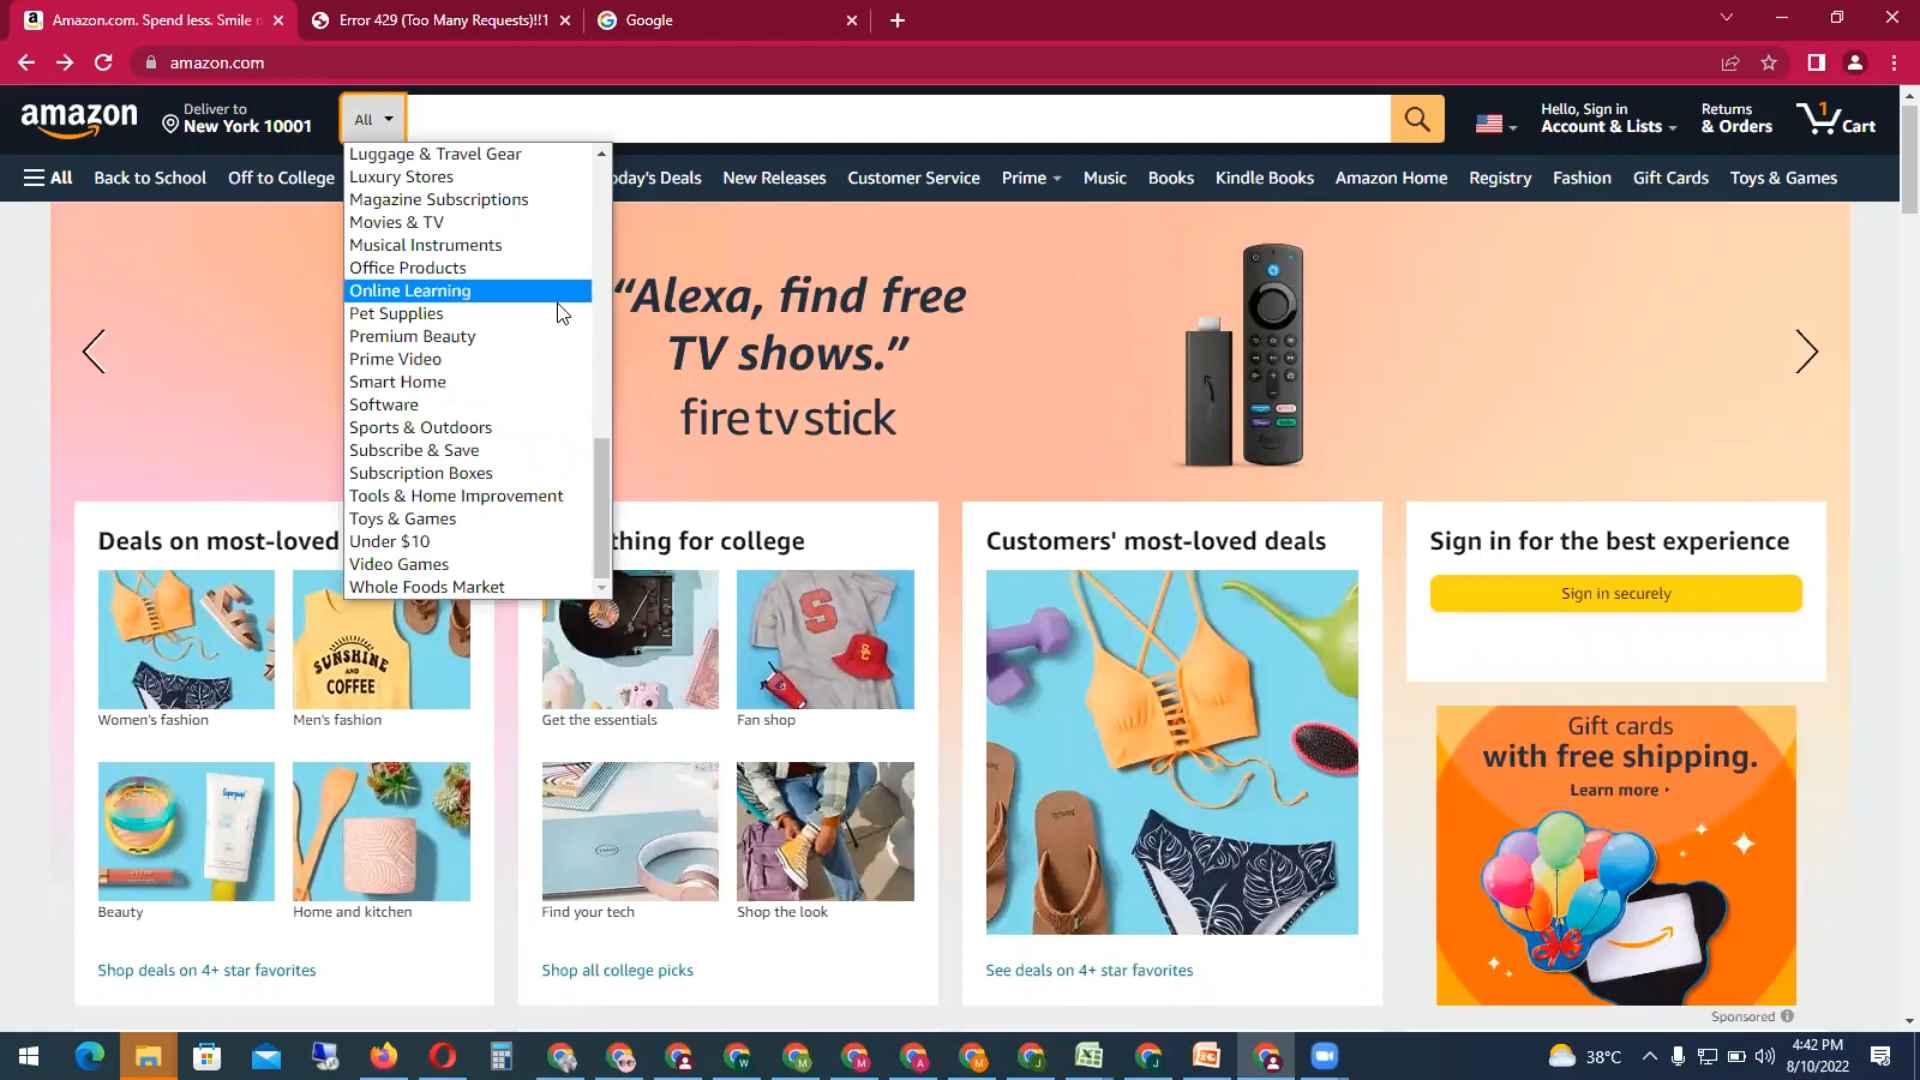 Amazon.com. Spend less. Smile
Error 429 (Too Many Requests)!!1
Google
amazon.com
amazon
Deliver to
New York 10001
All
Hello, Sign in
Account & Lists
Returns
& Orders
1
Cart
All
Back to School
Off to College
oday's Deals
New Releases
Customer Service
Prime
Music
Books
Kindle Books
Amazon Home
Registry
Fashion
Gift Cards
Toys & Games
Luggage & Travel Gear
Luxury Stores
Magazine Subscriptions
Movies & TV
Musical Instruments
Office Products
Online Learning
Pet Supplies
Premium Beauty
Prime Video
Smart Home
Software
Sports & Outdoors
Subscribe & Save
Subscription Boxes
Tools & Home Improvement
Toys & Games
Under $10
Video Games
Whole Foods Market
“Alexa, find free
TV shows.”
fire tv stick
Deals on most-loved
SUNSHINE
AND
COFFEE
Women's fashion
Men's fashion
Beauty
Home and kitchen
Shop deals on 4+ star favorites
thing for college
S
SC
Get the essentials
Fan shop
Find your tech
Shop the look
Shop all college picks
Customers' most-loved deals
See deals on 4+ star favorites
Sign in for the best experience
Sign in securely
Gift cards
with free shipping.
Learn more
Sponsored
38°C
4:42 PM
8/10/2022